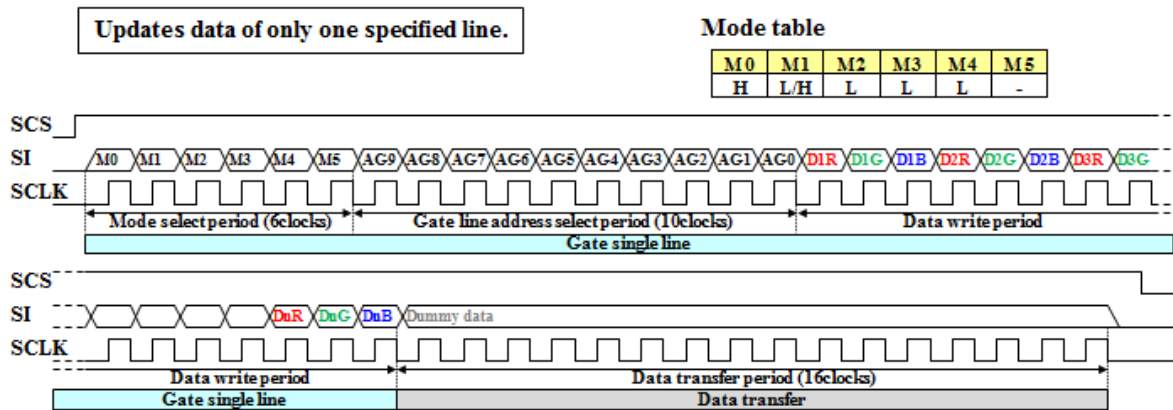 Updates data of only one specified line.
Mode table
M0 M1 M2 M3 M4 M5
H L/H L L L -
SCS
SI M0 M1 M2 M3 M4 M5 AG9 AG8 AG7 AG6 AG5 AG4 AG3 AG2 AG1 AG0 D1R D1G D1B D2R D2G D2B D3R D3G
SCLK
Mode select period (6clocks) Gate line address select period (10clocks) Data write period
Gate single line
SCS
SI DnR DnG DnB Dummy data
SCLK
Data write period Data transfer period (16clocks)
Gate single line Data transfer